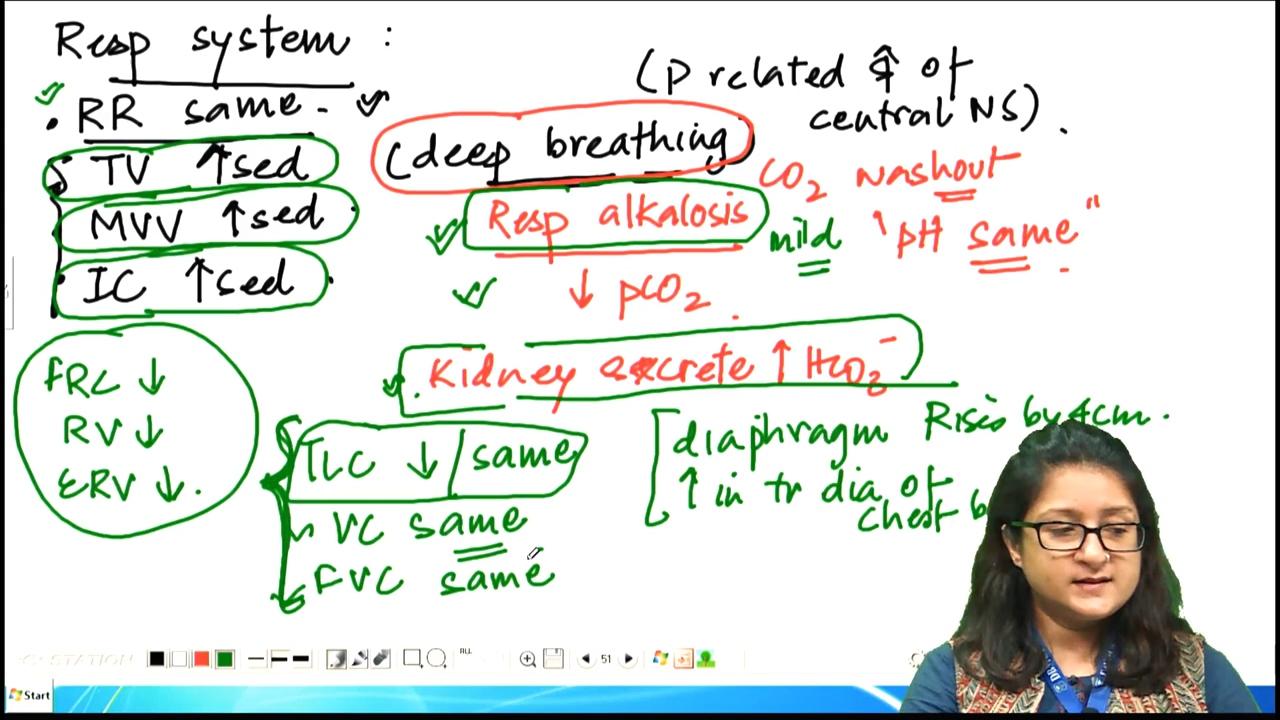 Resp system :
• RR same.
(P related ↑ of
central NS).
(deep breathing)
TV ↑sed
CO₂ washout
MVV ↑sed
Resp alkalosis
mild
"pH same"
IC ↑sed
↓ pCO₂.
Kidney excrete ↑ HCO₃⁻
FRC ↓
RV ↓
ERV ↓.
TLC ↓/same
VC same
FVC same
diaphragm Rises by 4cm.
↑ in tr dia of
chest b
51
ALL
Start